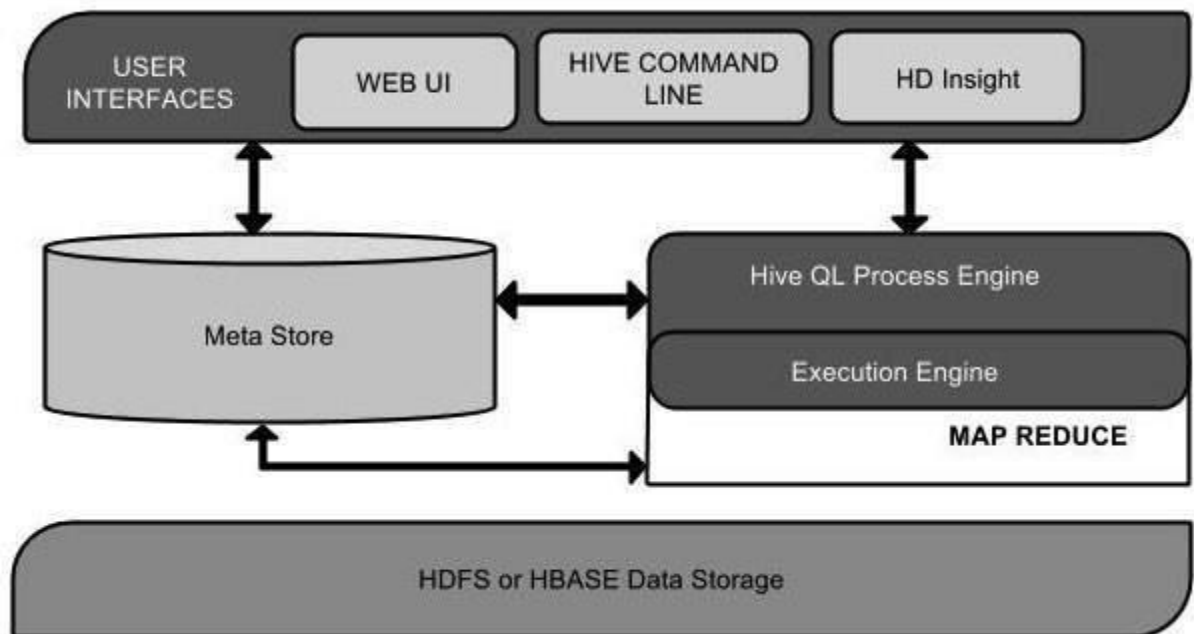 USER
INTERFACES
WEB UI
HIVE COMMAND
LINE
HD Insight
Meta Store
Hive QL Process Engine
Execution Engine
MAP REDUCE
HDFS or HBASE Data Storage